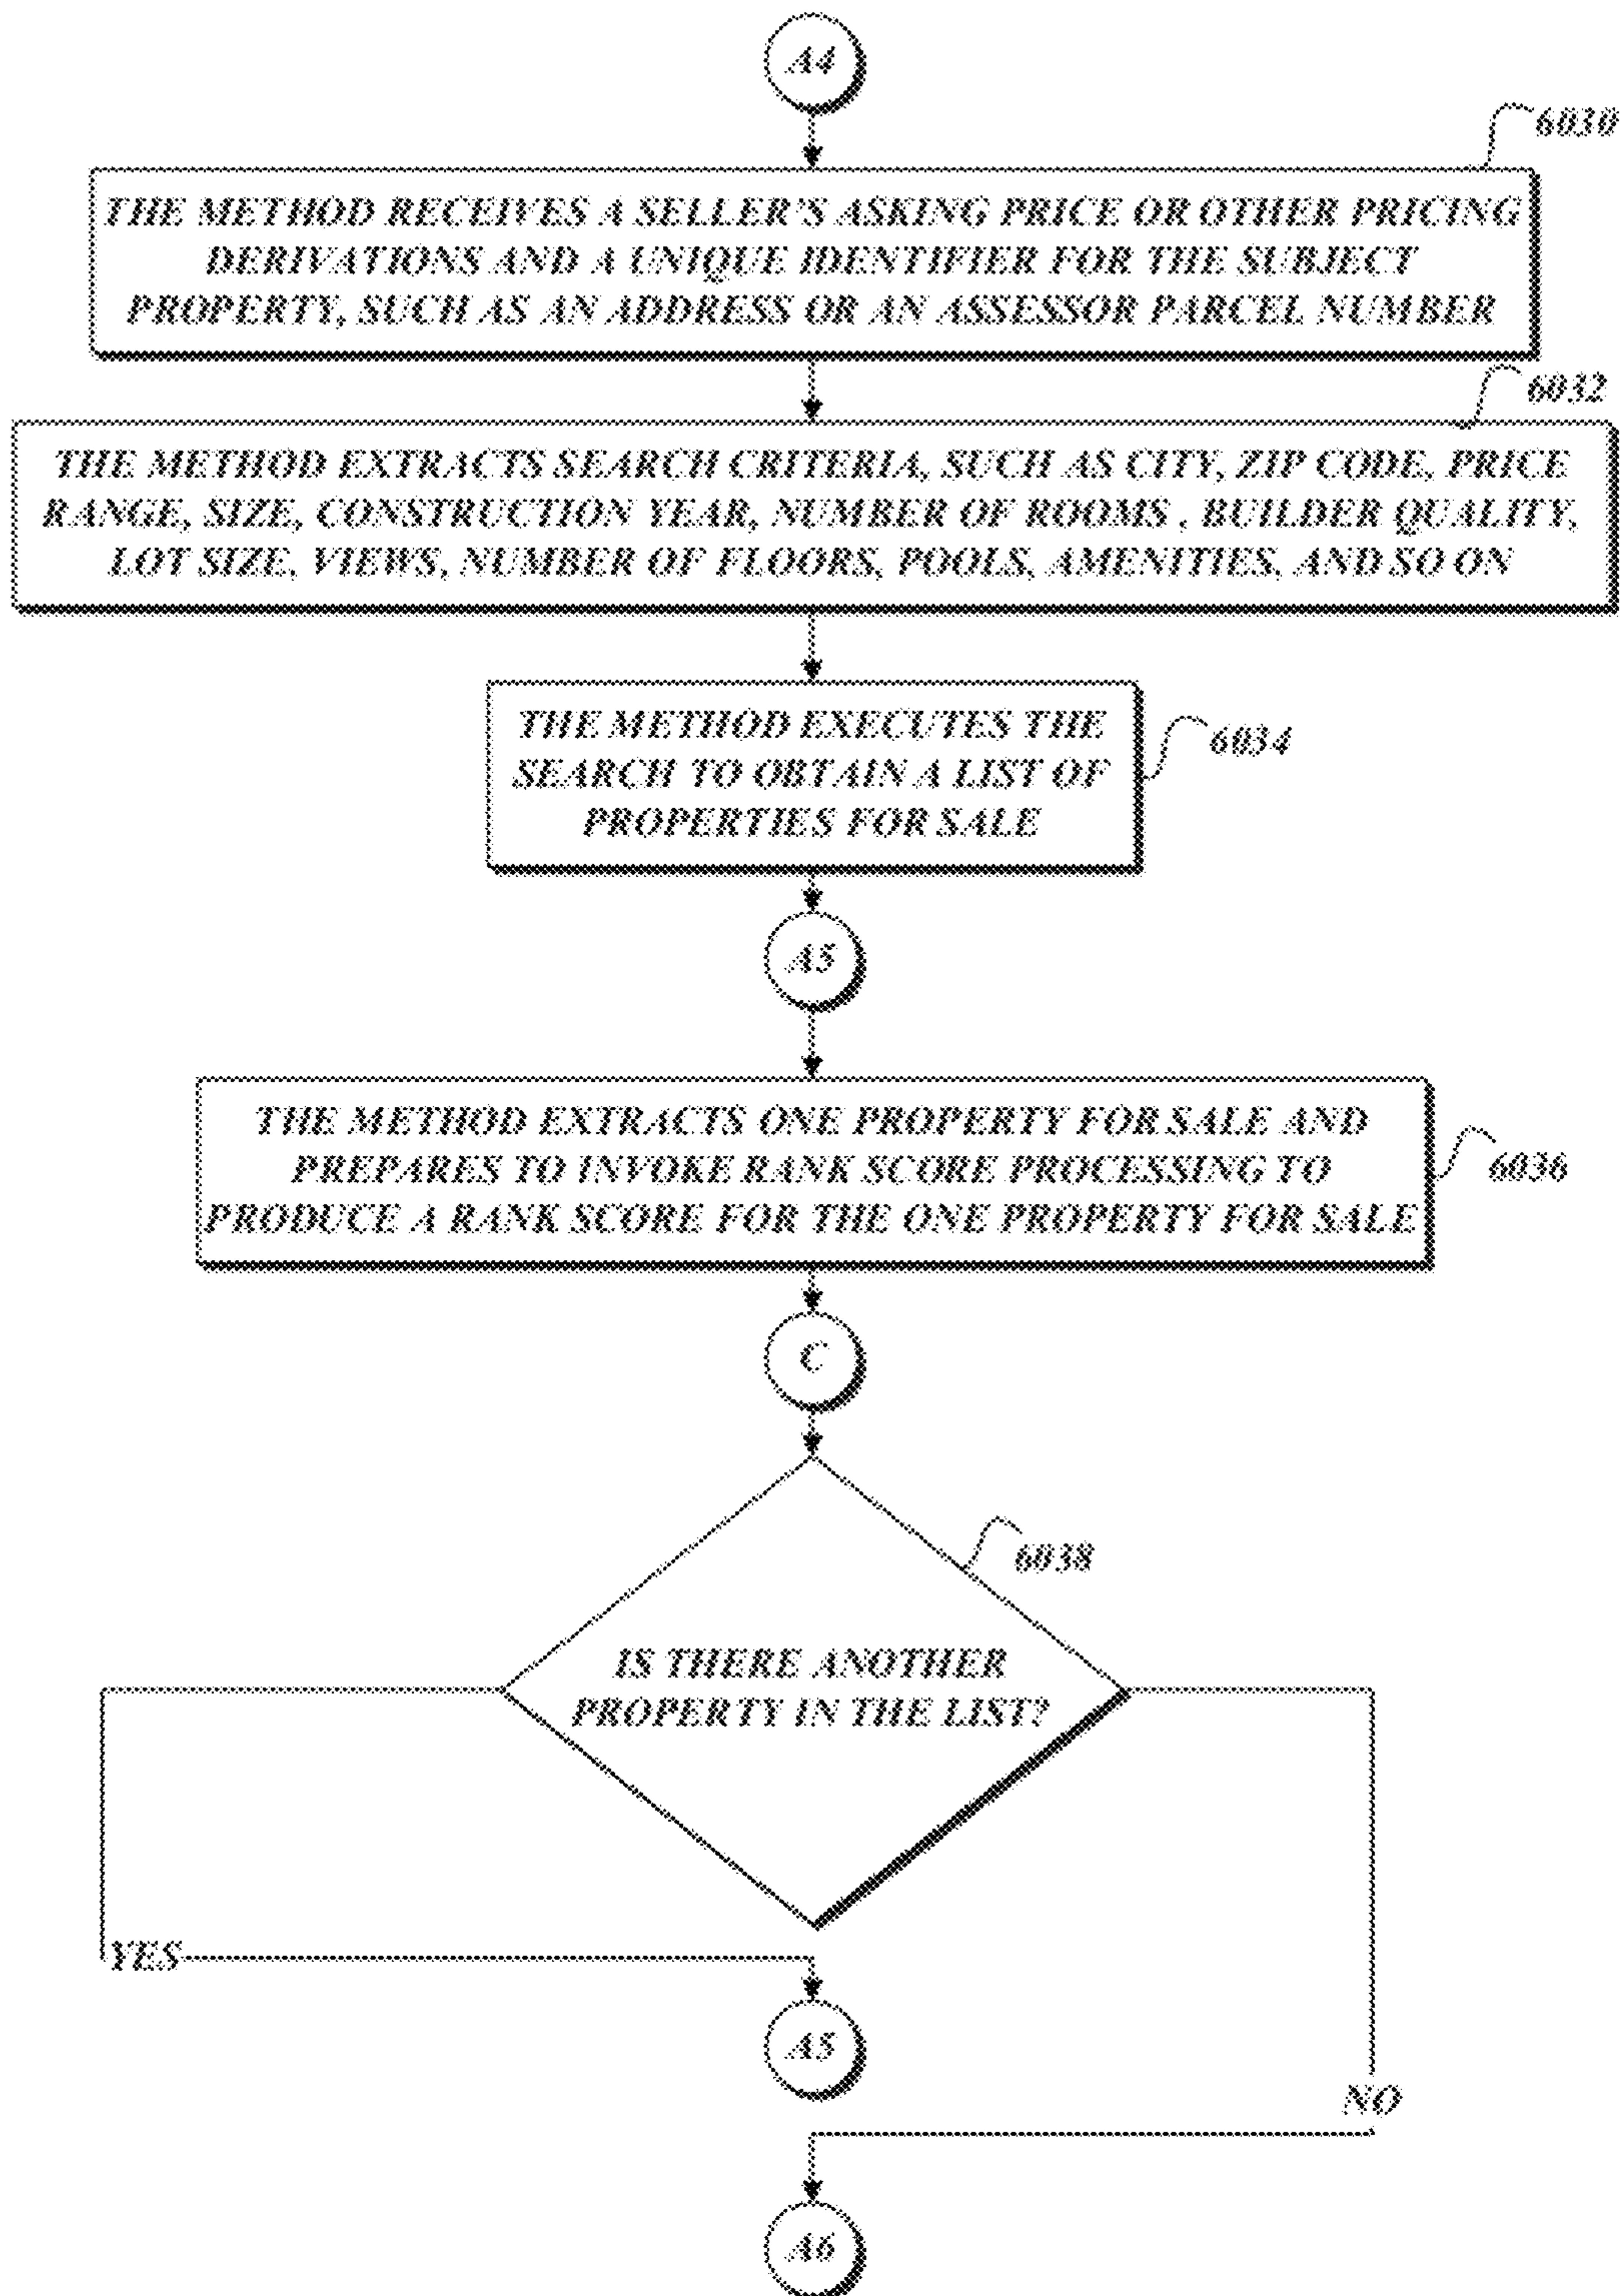 A4
6030
THE METHOD RECEIVES A SELLER'S ASKING PRICE OR OTHER PRICING
DERIVATIONS AND A UNIQUE IDENTIFIER FOR THE SUBJECT
PROPERTY, SUCH AS AN ADDRESS OR AN ASSESSOR PARCEL NUMBER
6032
THE METHOD EXTRACTS SEARCH CRITERIA, SUCH AS CITY, ZIP CODE, PRICE
RANGE, SIZE, CONSTRUCTION YEAR, NUMBER OF ROOMS , BUILDER QUALITY,
LOT SIZE, VIEWS, NUMBER OF FLOORS, POOLS, AMENITIES, AND SO ON
THE METHOD EXECUTES THE
SEARCH TO OBTAIN A LIST OF
PROPERTIES FOR SALE
6034
A5
THE METHOD EXTRACTS ONE PROPERTY FOR SALE AND
PREPARES TO INVOKE RANK SCORE PROCESSING TO
PRODUCE A RANK SCORE FOR THE ONE PROPERTY FOR SALE
6036
C
6038
IS THERE ANOTHER
PROPERTY IN THE LIST?
YES
A5
NO
A6